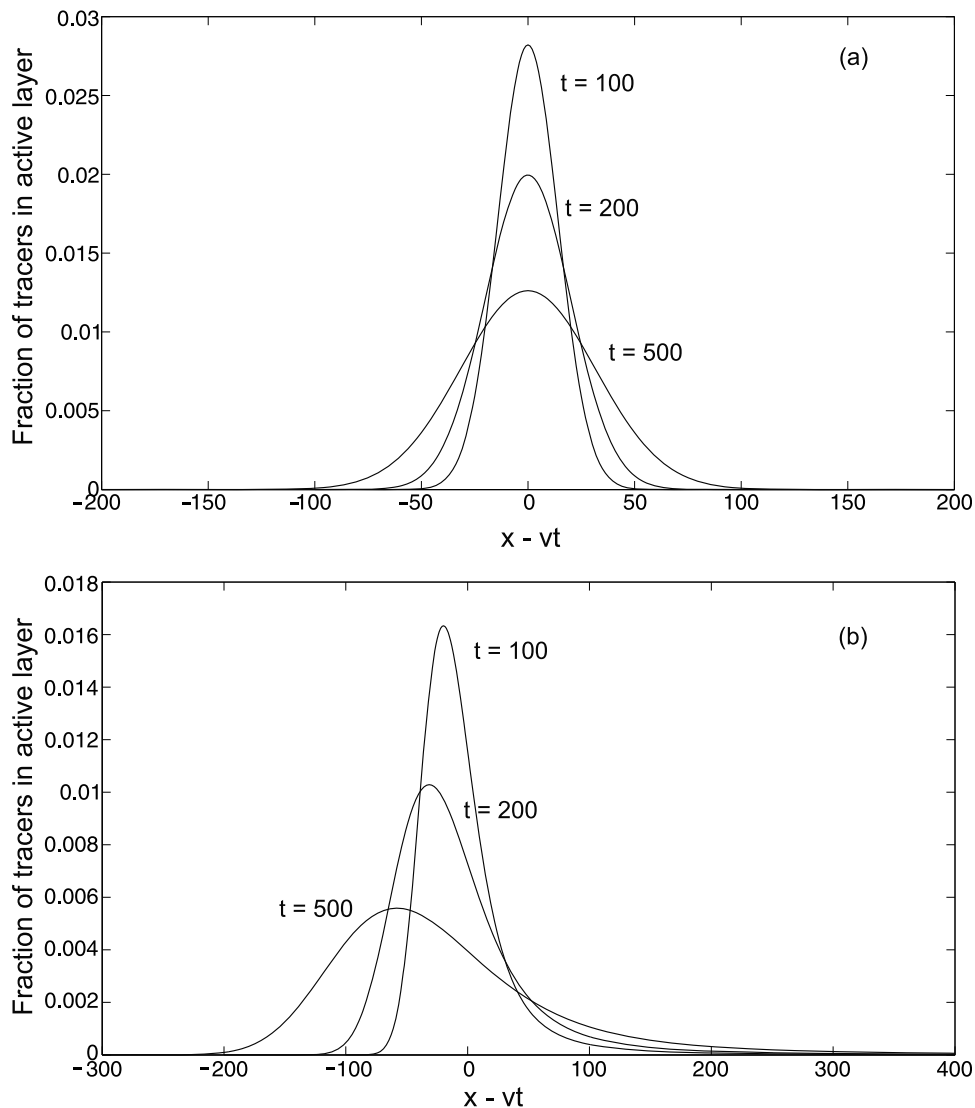 0.03
(a)
t = 100
0.025
0.02
t = 200
0.015
0.01
t = 500
0.005
0
Fraction of tracers in active layer
−200 −150 −100 −50 0 50 100 150 200
x - vt
0.018
(b)
0.016
t = 100
0.014
0.012
0.01
t = 200
0.008
0.006
t = 500
0.004
0.002
0
Fraction of tracers in active layer
−300 −200 −100 0 100 200 300 400
x - vt